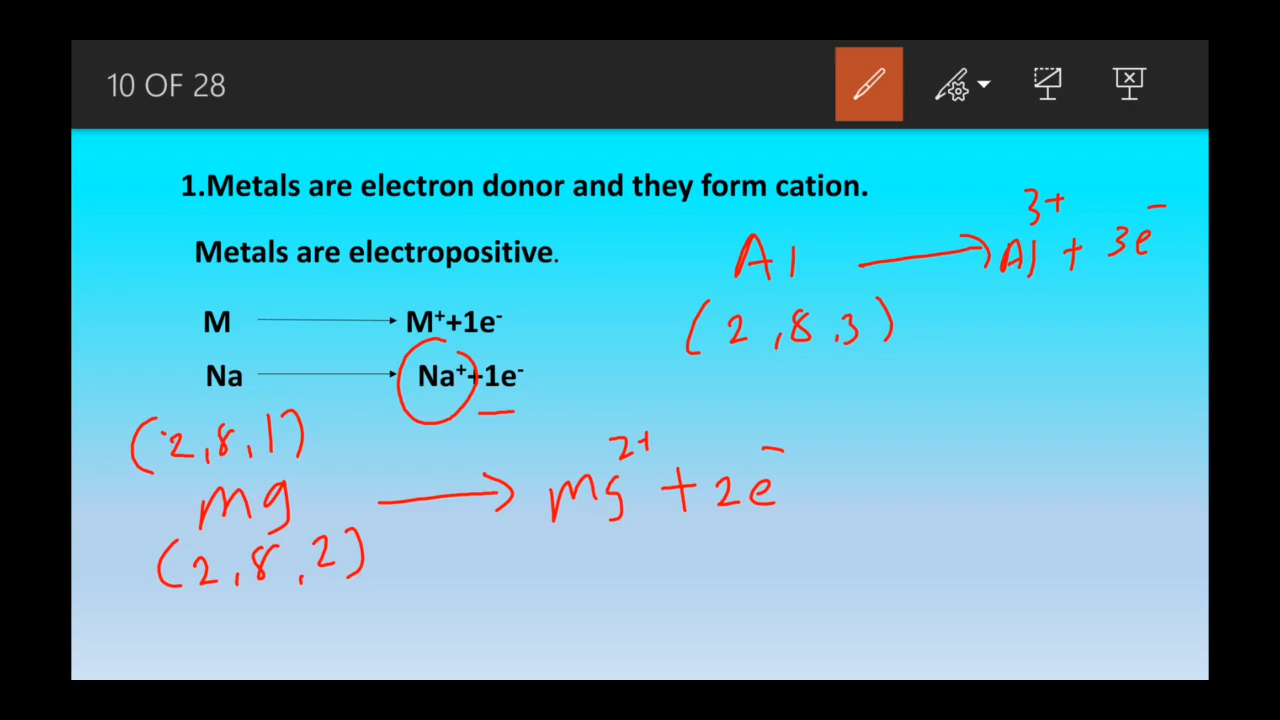 10 OF 28
1.Metals are electron donor and they form cation.
Metals are electropositive.
Al ⟶ Al³⁺ + 3e⁻
(2,8,3)
M ⟶ M⁺+1e⁻
Na ⟶ Na⁺+1e⁻
(2,8,1)
mg ⟶ mg²⁺ + 2e⁻
(2,8,2)